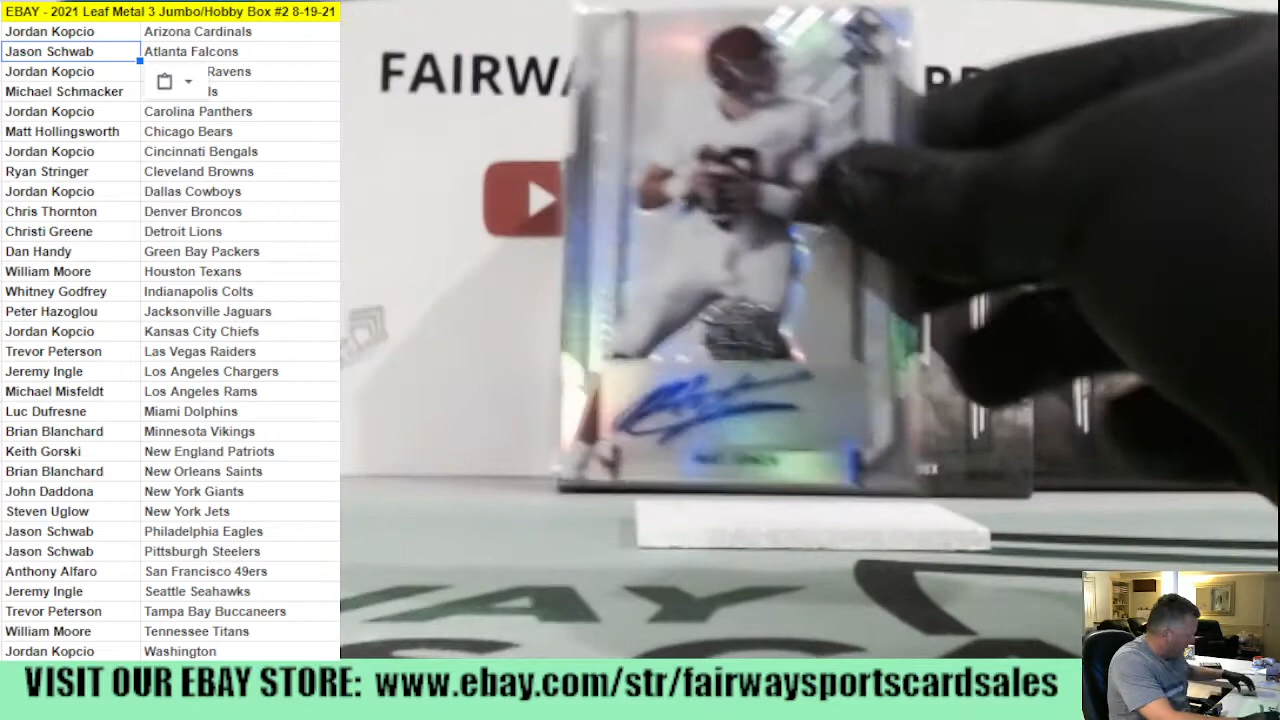 EBAY - 2021 Leaf Metal 3 Jumbo/Hobby Box #2 8-19-21
Jordan Kopcio Arizona Cardinals
Jason Schwab Atlanta Falcons
Jordan Kopcio Ravens
Michael Schmacker ls
Jordan Kopcio Carolina Panthers
Matt Hollingsworth Chicago Bears
Jordan Kopcio Cincinnati Bengals
Ryan Stringer Cleveland Browns
Jordan Kopcio Dallas Cowboys
Chris Thornton Denver Broncos
Christi Greene Detroit Lions
Dan Handy Green Bay Packers
William Moore Houston Texans
Whitney Godfrey Indianapolis Colts
Peter Hazoglou Jacksonville Jaguars
Jordan Kopcio Kansas City Chiefs
Trevor Peterson Las Vegas Raiders
Jeremy Ingle Los Angeles Chargers
Michael Misfeldt Los Angeles Rams
Luc Dufresne Miami Dolphins
Brian Blanchard Minnesota Vikings
Keith Gorski New England Patriots
Brian Blanchard New Orleans Saints
John Daddona New York Giants
Steven Uglow New York Jets
Jason Schwab Philadelphia Eagles
Jason Schwab Pittsburgh Steelers
Anthony Alfaro San Francisco 49ers
Jeremy Ingle Seattle Seahawks
Trevor Peterson Tampa Bay Buccaneers
William Moore Tennessee Titans
Jordan Kopcio Washington
FAIRWA
VISIT OUR EBAY STORE: www.ebay.com/str/fairwaysportscardsales